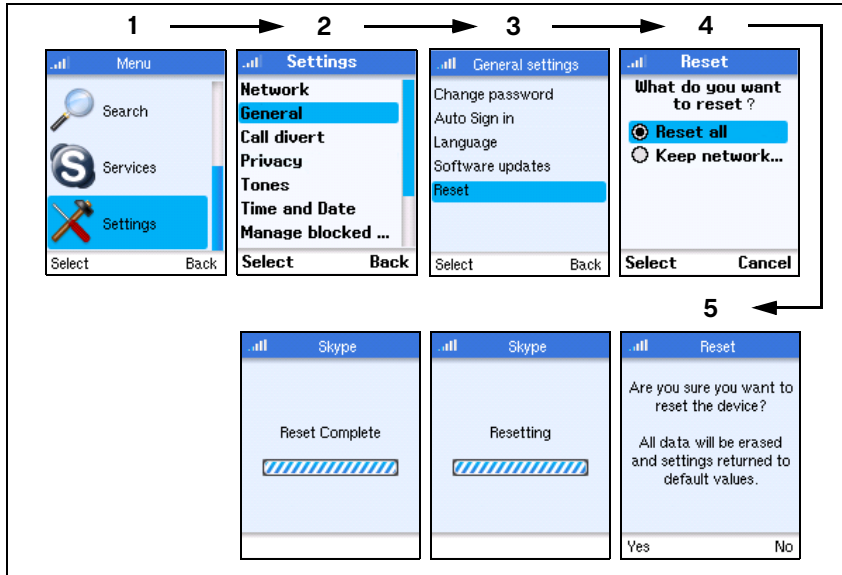 1 2 3 4
Menu
Search
Services
Settings
Select Back
Settings
Network
General
Call divert
Privacy
Tones
Time and Date
Manage blocked ...
Select Back
General settings
Change password
Auto Sign in
Language
Software updates
Reset
Select Back
Reset
What do you want
to reset ?
Reset all
Keep network...
Select Cancel
5
Reset
Are you sure you want to
reset the device?
All data will be erased
and settings returned to
default values.
Yes No
Skype
Resetting
Skype
Reset Complete